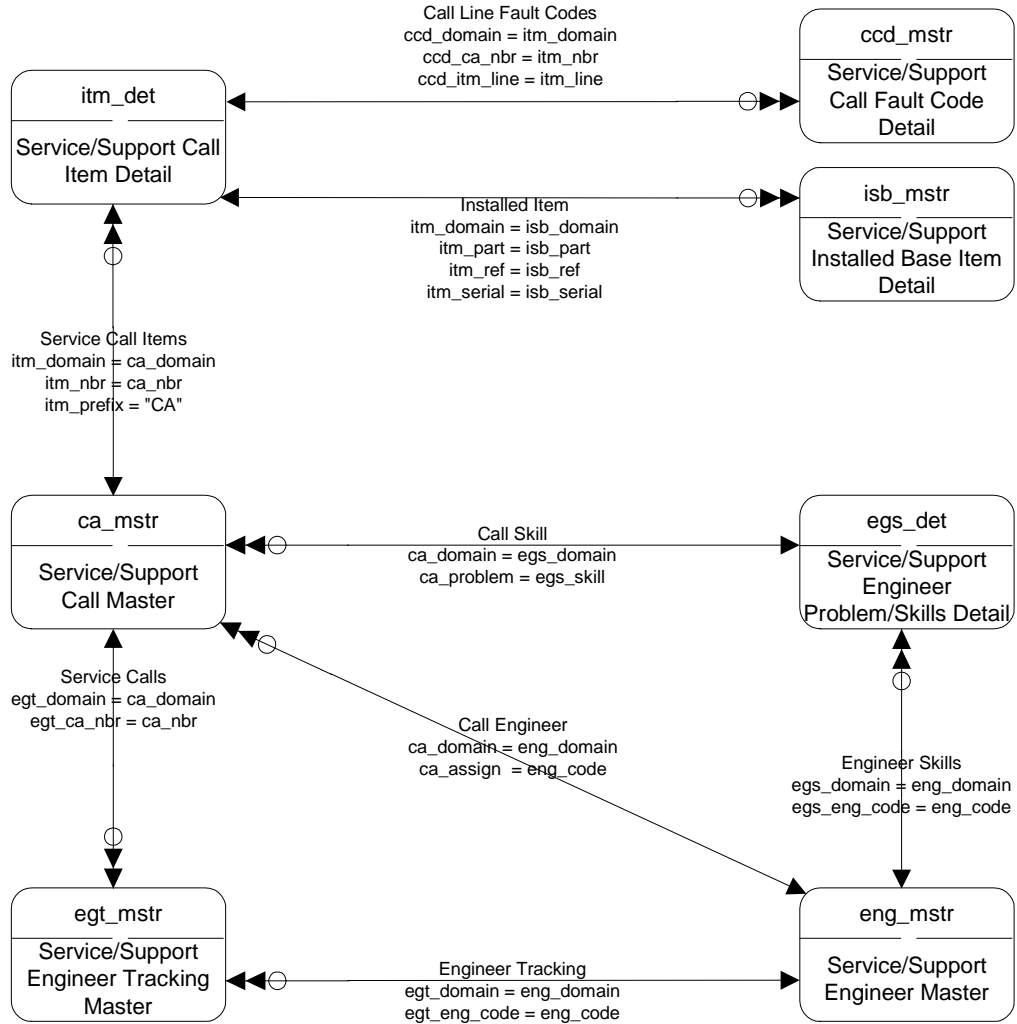 Call Line Fault Codes
ccd_domain = itm_domain
ccd_ca_nbr = itm_nbr
ccd_itm_line = itm_line
ccd_mstr
Service/Support
Call Fault Code
Detail
itm_det
Service/Support Call
Item Detail
Installed Item
itm_domain = isb_domain
itm_part = isb_part
itm_ref = isb_ref
itm_serial = isb_serial
isb_mstr
Service/Support
Installed Base Item
Detail
Service Call Items
itm_domain = ca_domain
itm_nbr = ca_nbr
itm_prefix = "CA"
ca_mstr
Service/Support
Call Master
Call Skill
ca_domain = egs_domain
ca_problem = egs_skill
egs_det
Service/Support
Engineer
Problem/Skills Detail
Service Calls
egt_domain = ca_domain
egt_ca_nbr = ca_nbr
Call Engineer
ca_domain = eng_domain
ca_assign  = eng_code
Engineer Skills
egs_domain = eng_domain
egs_eng_code = eng_code
egt_mstr
Service/Support
Engineer Tracking
Master
Engineer Tracking
egt_domain = eng_domain
egt_eng_code = eng_code
eng_mstr
Service/Support
Engineer Master